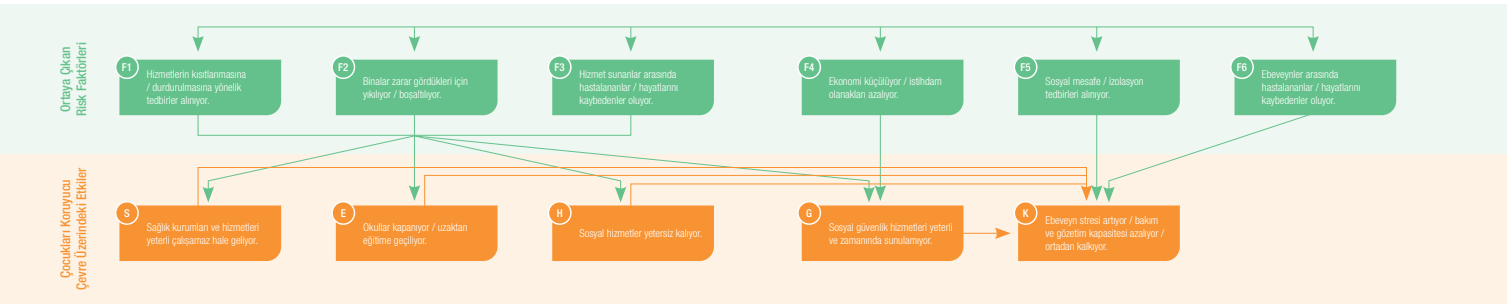 Ortaya Çıkan
Risk Faktörleri
F1
Hizmetlerin kısıtlanmasına
/ durdurulmasına yönelik
tedbirler alınıyor.
F2
Binalar zarar gördükleri için
yıkılıyor / boşaltılıyor.
F3
Hizmet sunanlar arasında
hastalananlar / hayatlarını
kaybedenler oluyor.
F4
Ekonomi küçülüyor / istihdam
olanakları azalıyor.
F5
Sosyal mesafe / izolasyon
tedbirleri alınıyor.
F6
Ebeveynler arasında
hastalananlar / hayatlarını
kaybedenler oluyor.
Çocukları Koruyucu
Çevre Üzerindeki Etkiler
S
Sağlık kurumları ve hizmetleri
yeterli çalışamaz hale geliyor.
E
Okullar kapanıyor / uzaktan
eğitime geçiliyor.
H
Sosyal hizmetler yetersiz kalıyor.
G
Sosyal güvenlik hizmetleri yeterli
ve zamanında sunulamıyor.
K
Ebeveyn stresi artıyor / bakım
ve gözetim kapasitesi azalıyor /
ortadan kalkıyor.